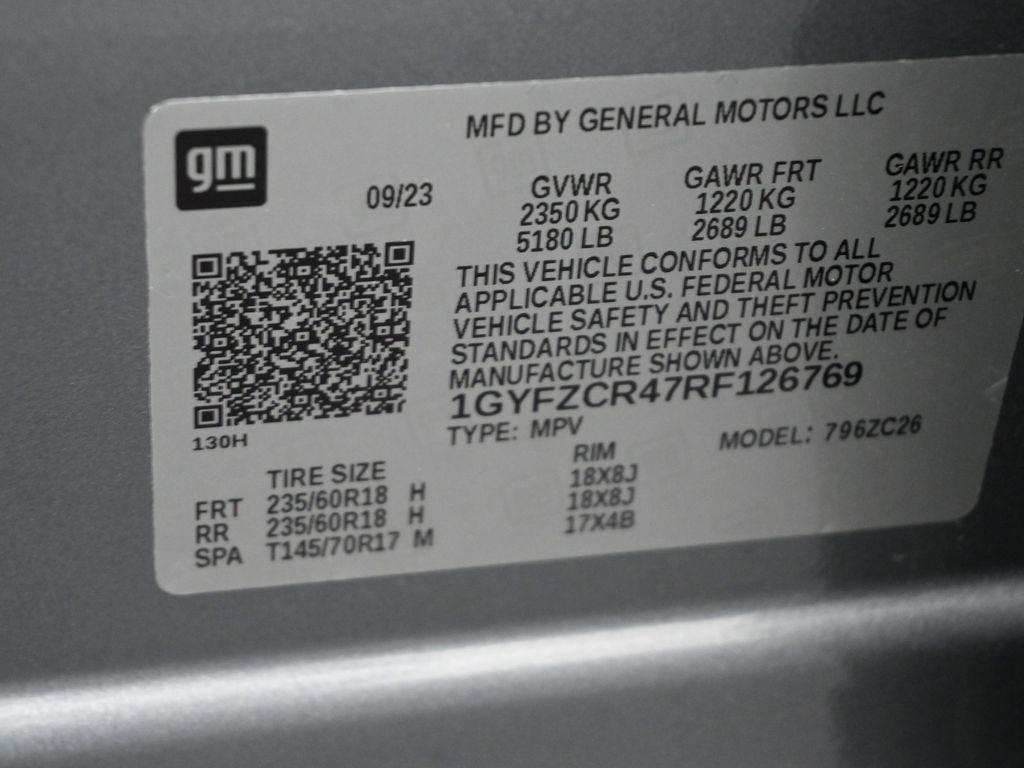 gm
MFD BY GENERAL MOTORS LLC
09/23
GVWR GAWR FRT GAWR RR
2350 KG 1220 KG 1220 KG
5180 LB 2689 LB 2689 LB
THIS VEHICLE CONFORMS TO ALL
APPLICABLE U.S. FEDERAL MOTOR
VEHICLE SAFETY AND THEFT PREVENTION
STANDARDS IN EFFECT ON THE DATE OF
MANUFACTURE SHOWN ABOVE.
1GYFZCR47RF126769
130H
TYPE: MPV MODEL: 796ZC26
TIRE SIZE RIM
FRT 235/60R18 H 18X8J
RR 235/60R18 H 18X8J
SPA T145/70R17 M 17X4B